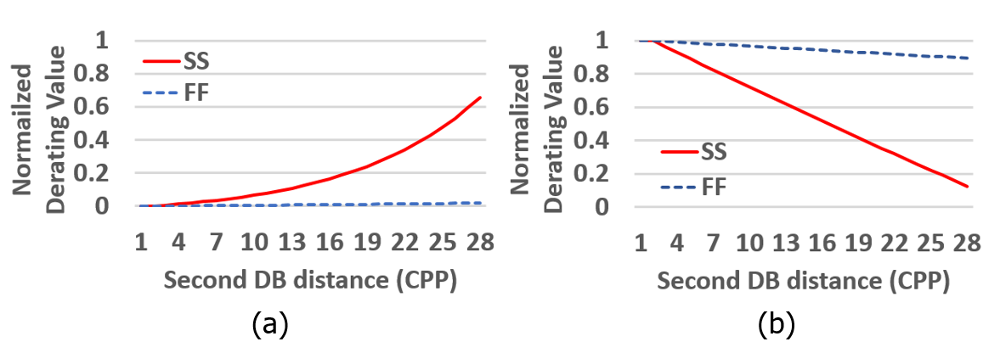 Normailzed
Derating Value
1
0.8
0.6
0.4
0.2
0
SS
FF
1 4 7 10 13 16 19 22 25 28
Second DB distance (CPP)
(a)
Normalized
Derating Value
1
0.8
0.6
0.4
0.2
0
SS
FF
1 4 7 10 13 16 19 22 25 28
Second DB distance (CPP)
(b)